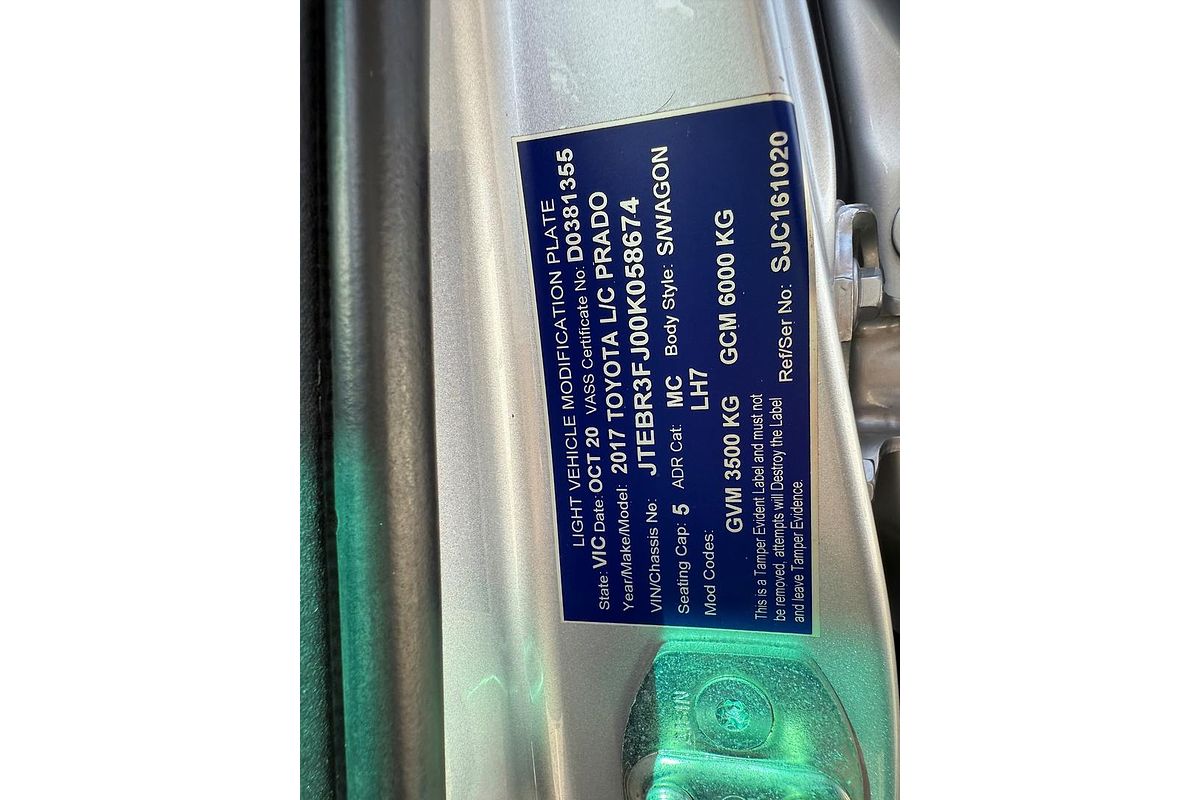 LIGHT VEHICLE MODIFICATION PLATE
State: VIC Date: OCT 20 VASS Certificate No: D0381355
Year/Make/Model: 2017 TOYOTA L/C PRADO
VIN/Chassis No: JTEBR3FJ00K058674
Seating Cap: 5 ADR Cat: MC Body Style: S/WAGON
Mod Codes: LH7
GVM 3500 KG GCM 6000 KG
This is a Tamper Evident Label and must not
be removed, attempts will Destroy the Label
and leave Tamper Evidence.
Ref/Ser No: SJC161020
AISIN